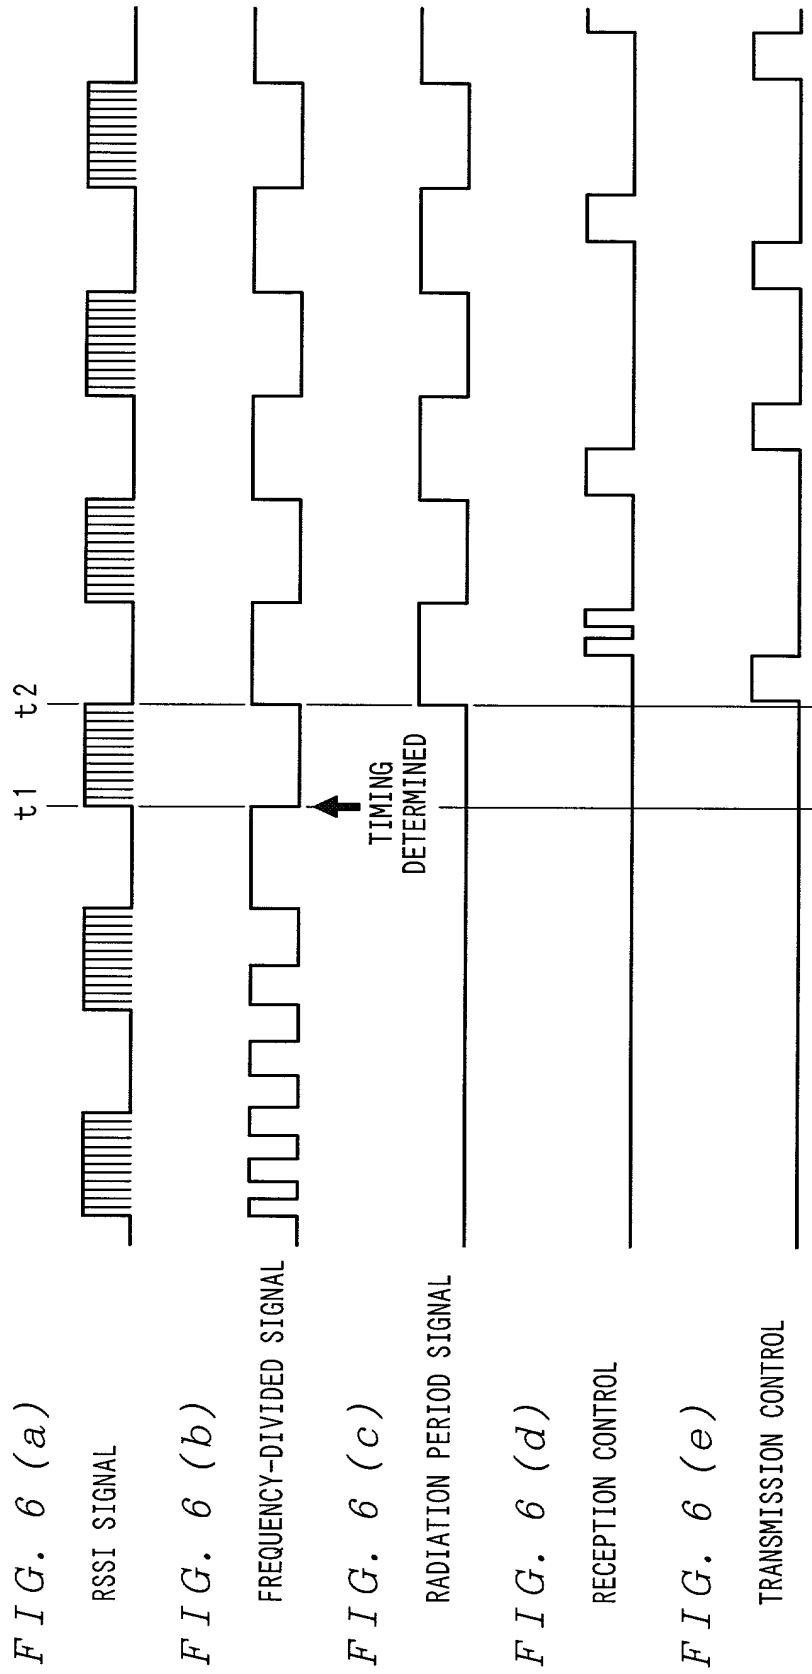 FIG. 6 (a)
RSSI SIGNAL
t1
t2
FIG. 6 (b)
FREQUENCY-DIVIDED SIGNAL
TIMING
DETERMINED
FIG. 6 (c)
RADIATION PERIOD SIGNAL
FIG. 6 (d)
RECEPTION CONTROL
FIG. 6 (e)
TRANSMISSION CONTROL